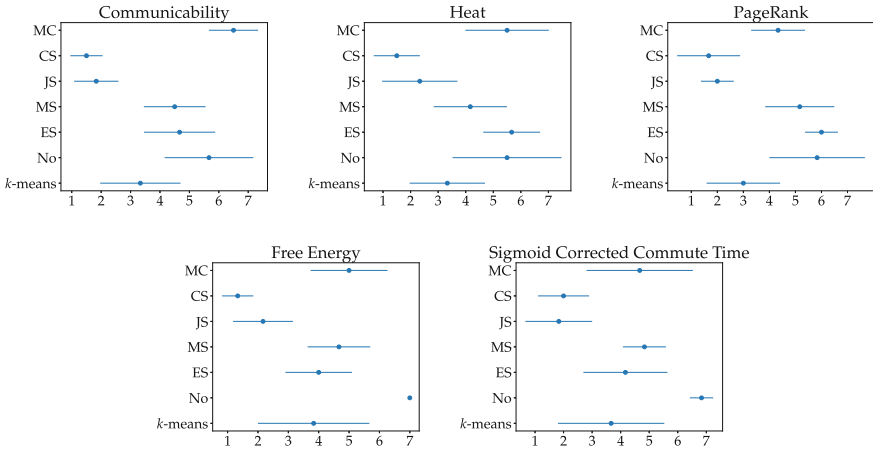 Communicability
MC
CS
JS
MS
ES
No
k-means
1 2 3 4 5 6 7
Heat
MC
CS
JS
MS
ES
No
k-means
1 2 3 4 5 6 7
PageRank
MC
CS
JS
MS
ES
No
k-means
1 2 3 4 5 6 7
Free Energy
MC
CS
JS
MS
ES
No
k-means
1 2 3 4 5 6 7
Sigmoid Corrected Commute Time
MC
CS
JS
MS
ES
No
k-means
1 2 3 4 5 6 7